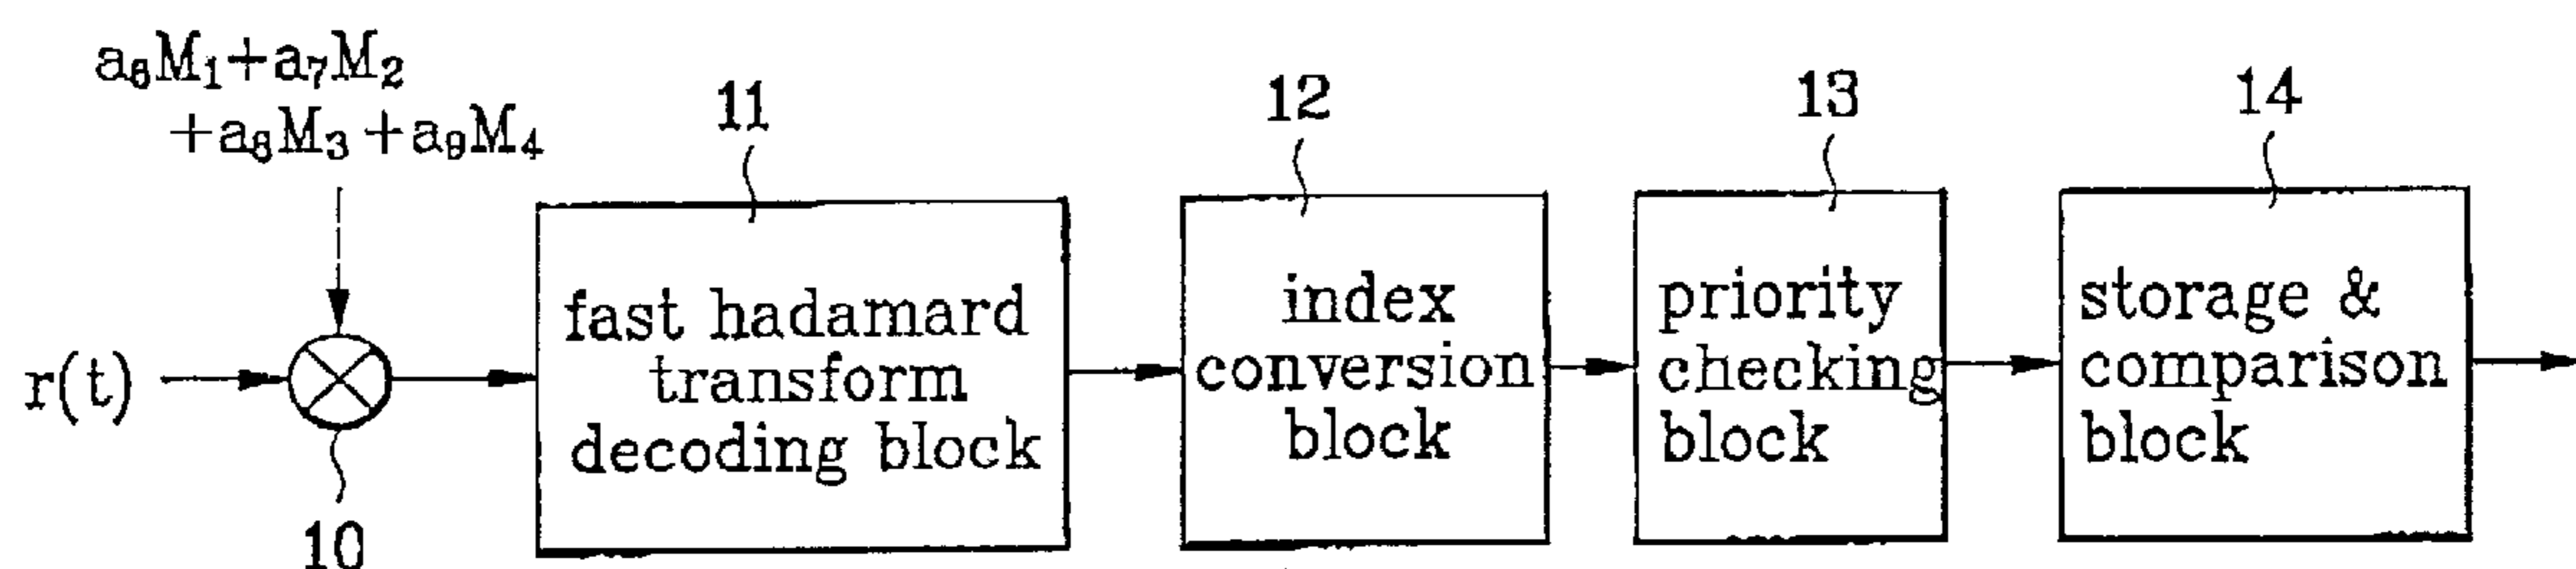 a₆M₁+a₇M₂
+a₈M₃+a₉M₄
11
12
13
14
r(t)
10
fast hadamard
transform
decoding block
index
conversion
block
priority
checking
block
storage &
comparison
block